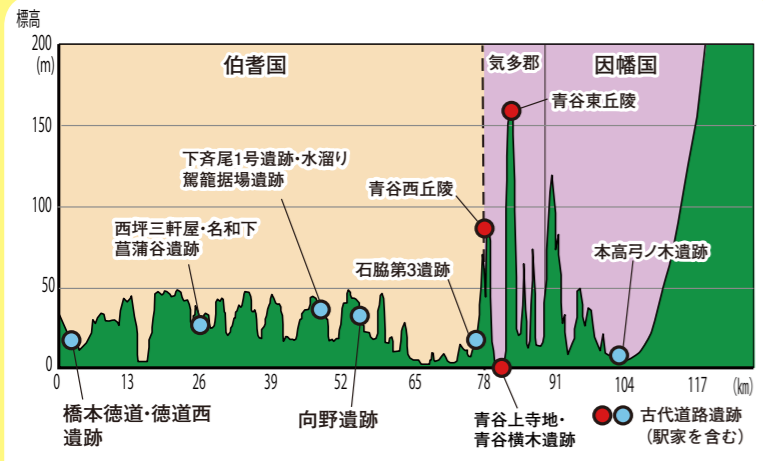 標高
200
(m)
150
100
50
0
伯耆国
気多郡
因幡国
青谷東丘陵
下斉尾1号遺跡・水溜り
駕籠据場遺跡
青谷西丘陵
西坪三軒屋・名和下
菖蒲谷遺跡
石脇第3遺跡
本高弓ノ木遺跡
0
13
26
39
52
65
78
91
104
117
(km)
橋本徳道・徳道西
遺跡
向野遺跡
青谷上寺地・
青谷横木遺跡
古代道路遺跡
(駅家を含む)